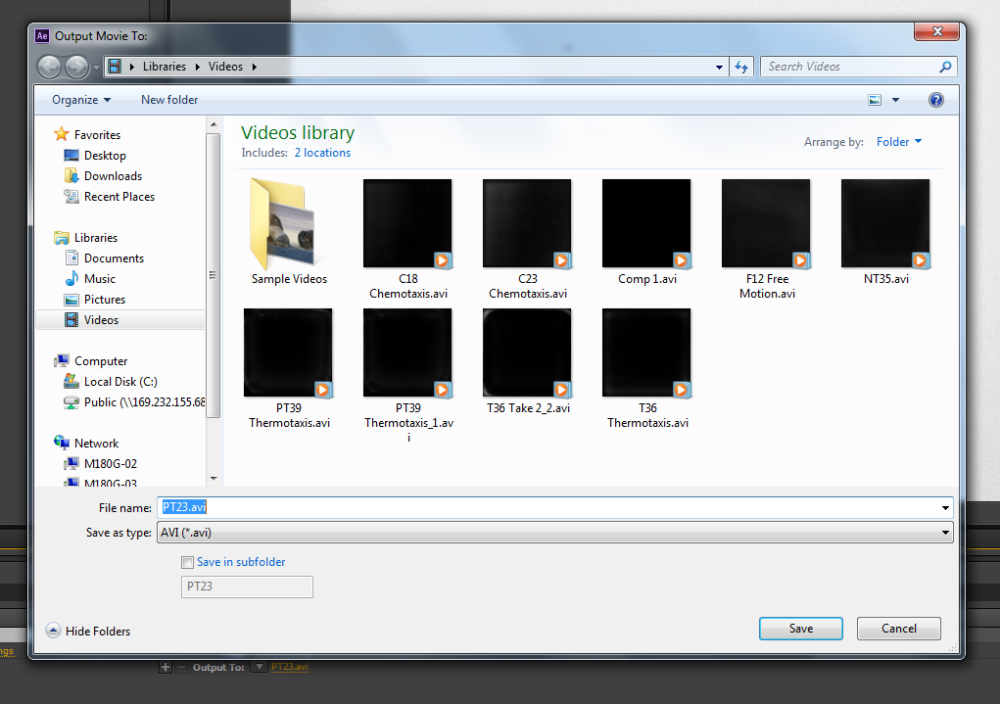 Ae Output Movie To:
Libraries Videos
Search Videos
Organize New folder
Favorites
Desktop
Downloads
Recent Places
Libraries
Documents
Music
Pictures
Videos
Computer
Local Disk (C:)
Public (\\169.232.155.68
Network
M180G-02
M180G-03
Videos library
Includes: 2 locations
Arrange by: Folder
Sample Videos
C18
Chemotaxis.avi
C23
Chemotaxis.avi
Comp 1.avi
F12 Free
Motion.avi
NT35.avi
PT39
Thermotaxis.avi
PT39
Thermotaxis_1.av
i
T36 Take 2_2.avi
T36
Thermotaxis.avi
File name: PT23.avi
Save as type: AVI (*.avi)
Save in subfolder
PT23
Hide Folders
Save Cancel
ngs
Output To: PT23.avi